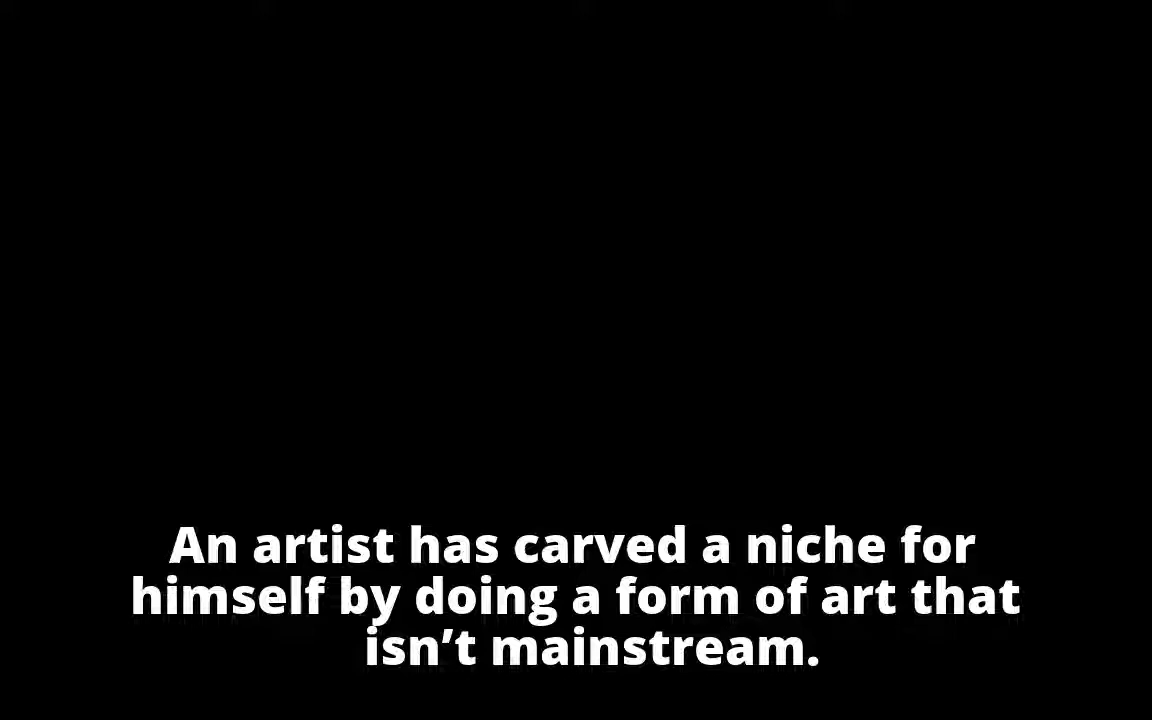 An artist has carved a niche for
himself by doing a form of art that
isn’t mainstream.